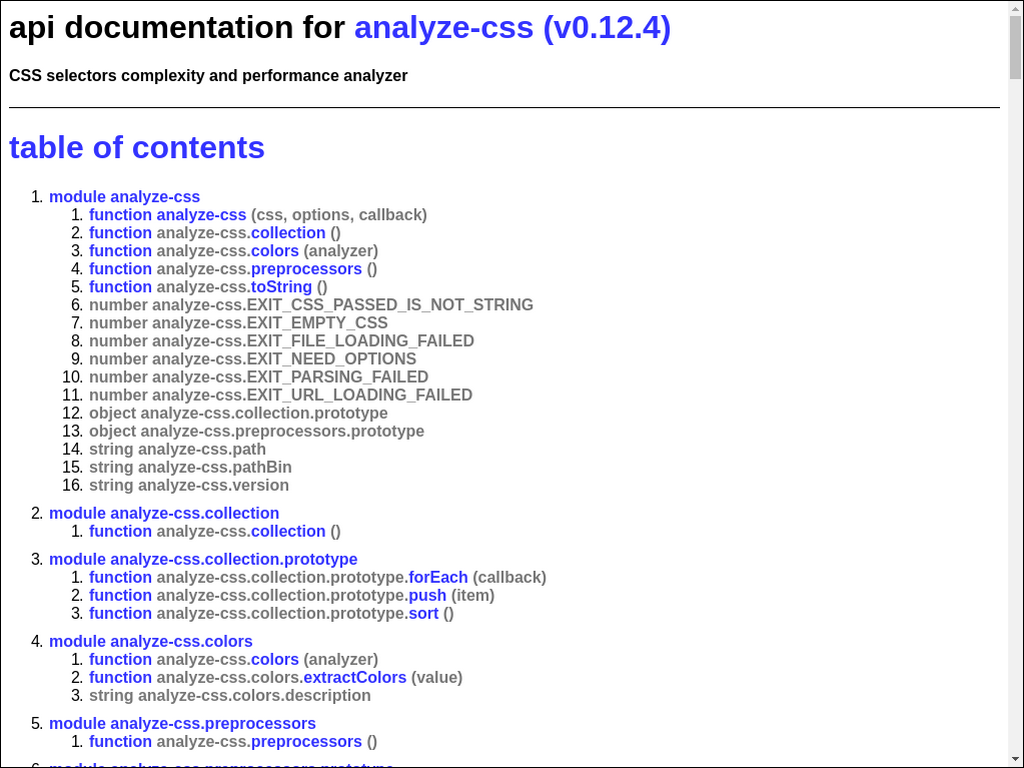 api documentation for analyze-css (v0.12.4)
CSS selectors complexity and performance analyzer
table of contents
1. module analyze-css
1. function analyze-css (css, options, callback)
2. function analyze-css.collection ()
3. function analyze-css.colors (analyzer)
4. function analyze-css.preprocessors ()
5. function analyze-css.toString ()
6. number analyze-css.EXIT_CSS_PASSED_IS_NOT_STRING
7. number analyze-css.EXIT_EMPTY_CSS
8. number analyze-css.EXIT_FILE_LOADING_FAILED
9. number analyze-css.EXIT_NEED_OPTIONS
10. number analyze-css.EXIT_PARSING_FAILED
11. number analyze-css.EXIT_URL_LOADING_FAILED
12. object analyze-css.collection.prototype
13. object analyze-css.preprocessors.prototype
14. string analyze-css.path
15. string analyze-css.pathBin
16. string analyze-css.version
2. module analyze-css.collection
1. function analyze-css.collection ()
3. module analyze-css.collection.prototype
1. function analyze-css.collection.prototype.forEach (callback)
2. function analyze-css.collection.prototype.push (item)
3. function analyze-css.collection.prototype.sort ()
4. module analyze-css.colors
1. function analyze-css.colors (analyzer)
2. function analyze-css.colors.extractColors (value)
3. string analyze-css.colors.description
5. module analyze-css.preprocessors
1. function analyze-css.preprocessors ()
6. module analyze-css.preprocessors.prototype